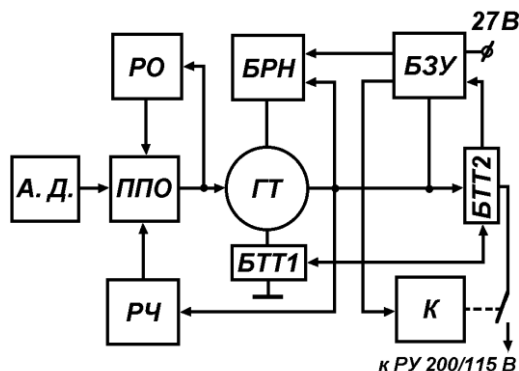 27 В
РО
БРН
БЗУ
А. Д.
ППО
ГТ
БТТ2
БТТ1
РЧ
К
к РУ 200/115 В